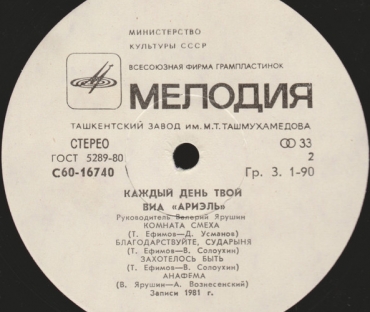 МИНИСТЕРСТВО
КУЛЬТУРЫ СССР
ВСЕСОЮЗНАЯ ФИРМА ГРАМПЛАСТИНОК
МЕЛОДИЯ
ТАШКЕНТСКИЙ ЗАВОД ИМ. М.Т. ТАШМУХАМЕДОВА
СТЕРЕО 33
ГОСТ 5289-80 2
С60-16740 Гр. 3. 1-90
КАЖДЫЙ ДЕНЬ ТВОЙ
ВИА «АРИЭЛЬ»
Руководитель Валерий Ярушин
КОМНАТА СМЕХА
(Т. Ефимов—Д. Усманов)
БЛАГОДАРСТВУЙТЕ, СУДАРЫНЯ
(Т. Ефимов—В. Солоухин)
ЗАХОТЕЛОСЬ БЫТЬ
(Т. Ефимов—В. Солоухин)
АНАФЕМА
(В. Ярушин—А. Вознесенский)
Записи 1981 г.